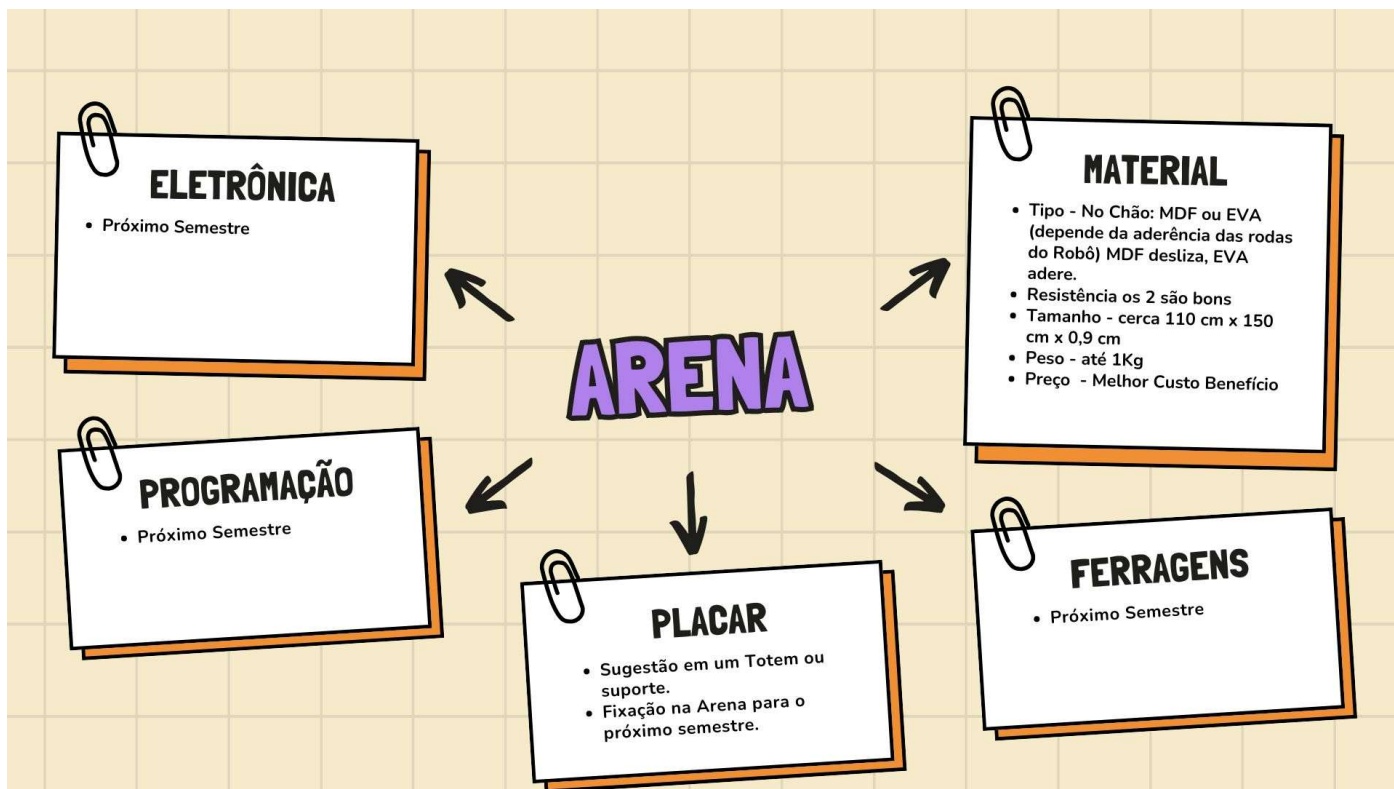 ELETRÔNICA
• Próximo Semestre
MATERIAL
• Tipo - No Chão: MDF ou EVA
(depende da aderência das rodas
do Robô) MDF desliza, EVA
adere.
• Resistência os 2 são bons
• Tamanho - cerca 110 cm x 150
cm x 0,9 cm
• Peso - até 1Kg
• Preço - Melhor Custo Benefício
ARENA
PROGRAMAÇÃO
• Próximo Semestre
PLACAR
• Sugestão em um Totem ou
suporte.
• Fixação na Arena para o
próximo semestre.
FERRAGENS
• Próximo Semestre